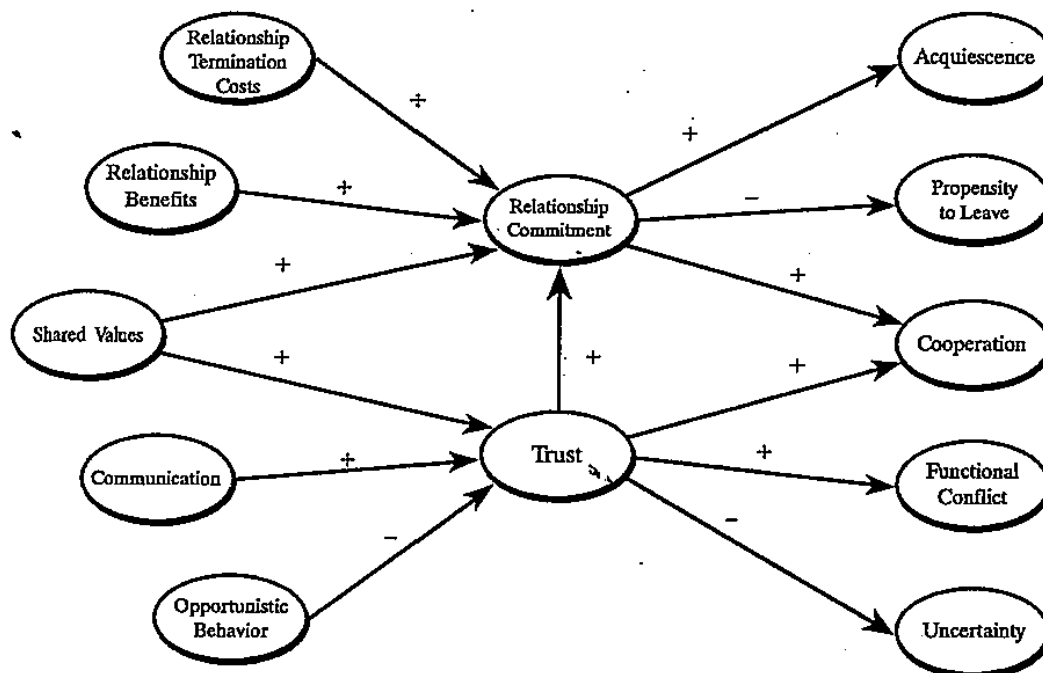 Relationship
Termination
Costs
Acquiescence
+
+
Relationship
Benefits
+
Relationship
Commitment
-
Propensity
to Leave
+
+
Shared Values
+
+
+
Cooperation
Communication
+
Trust
+
Functional
Conflict
-
-
Opportunistic
Behavior
Uncertainty